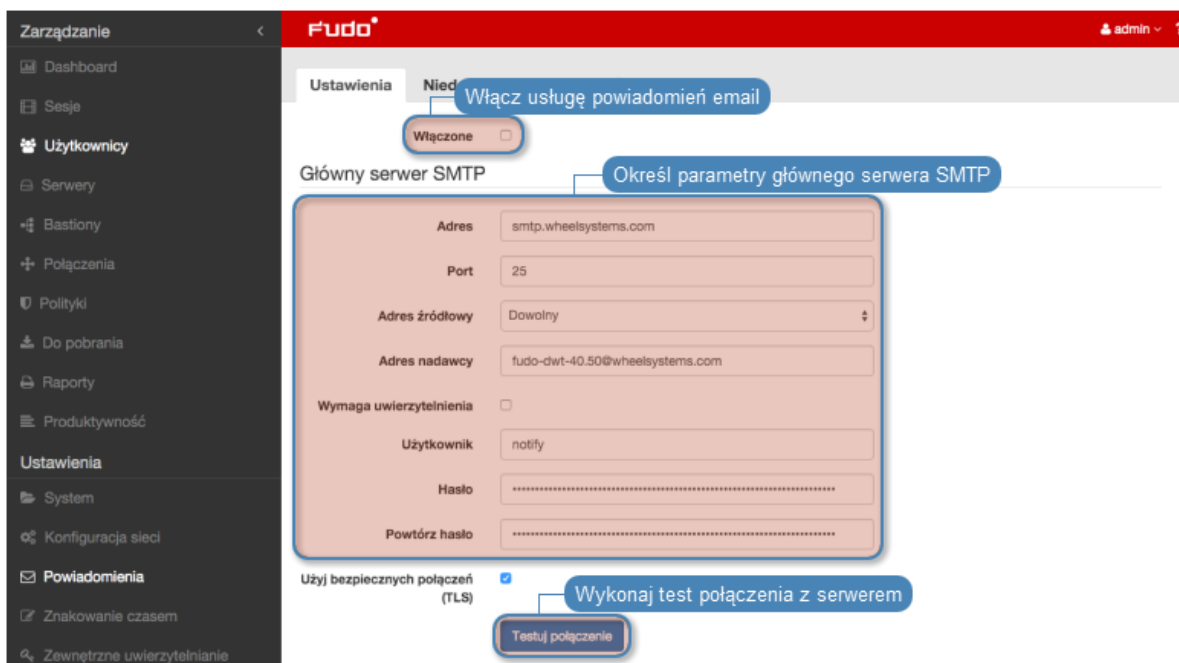 Zarządzanie
Dashboard
Sesje
Użytkownicy
Serwery
Bastiony
Połączenia
Polityki
Do pobrania
Raporty
Produktywność
Ustawienia
System
Konfiguracja sieci
Powiadomienia
Znakowanie czasem
Zewnętrzne uwierzytelnianie
FUDO
admin
?
Ustawienia
Włącz usługę powiadomień email
Włączone
Główny serwer SMTP
Określ parametry głównego serwera SMTP
Adres smtp.wheelsystems.com
Port 25
Adres źródłowy Dowolny
Adres nadawcy fudo-dwt-40.50@wheelsystems.com
Wymaga uwierzytelnienia
Użytkownik notify
Hasło
Powtórz hasło
Użyj bezpiecznych połączeń
(TLS)
Wykonaj test połączenia z serwerem
Testuj połączenie